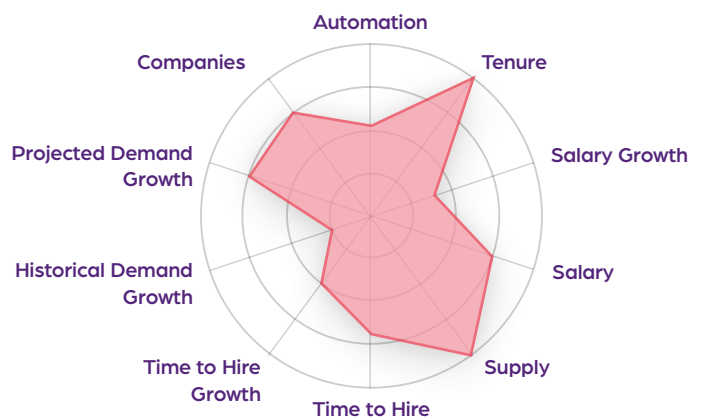 Automation
Tenure
Companies
Salary Growth
Projected Demand
Growth
Salary
Historical Demand
Growth
Supply
Time to Hire
Growth
Time to Hire